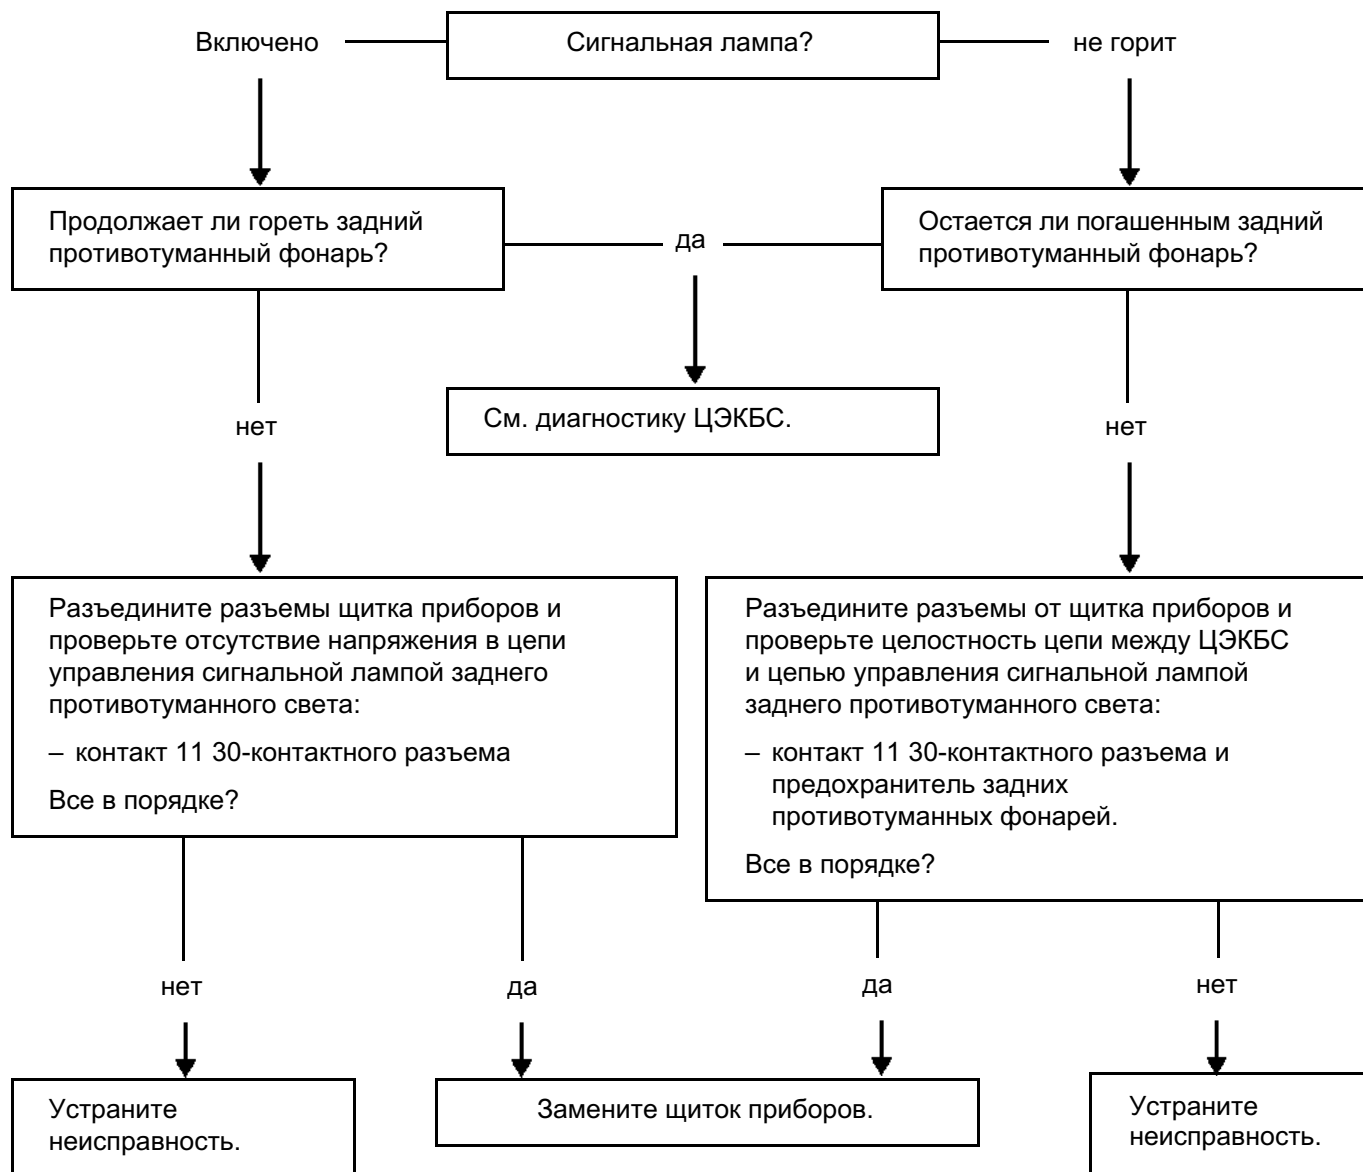 Включено
Сигнальная лампа?
не горит
Продолжает ли гореть задний
противотуманный фонарь?
да
Остается ли погашенным задний
противотуманный фонарь?
См. диагностику ЦЭКБС.
нет
нет
Разъедините разъемы щитка приборов и
проверьте отсутствие напряжения в цепи
управления сигнальной лампой заднего
противотуманного света:
– контакт 11 30-контактного разъема
Все в порядке?
Разъедините разъемы от щитка приборов и
проверьте целостность цепи между ЦЭКБС
и цепью управления сигнальной лампой
заднего противотуманного света:
– контакт 11 30-контактного разъема и
предохранитель задних
противотуманных фонарей.
Все в порядке?
нет
да
да
нет
Устраните
неисправность.
Замените щиток приборов.
Устраните
неисправность.